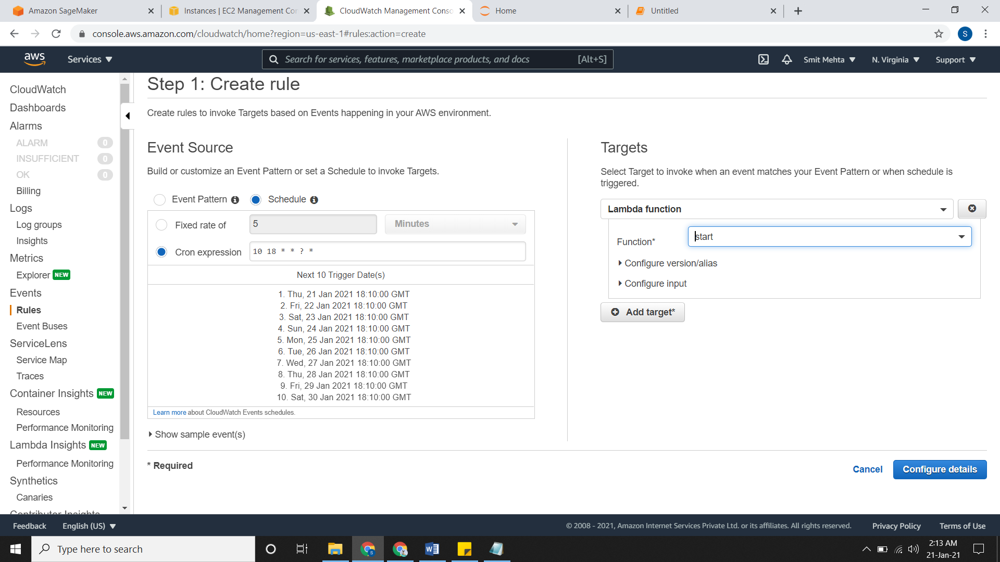 Amazon SageMaker
Instances | EC2 Management Con
CloudWatch Management Conso
Home
Untitled
console.aws.amazon.com/cloudwatch/home?region=us-east-1#rules:action=create
S
aws
Services
Search for services, features, marketplace products, and docs
[Alt+S]
Smit Mehta
N. Virginia
Support
CloudWatch
Dashboards
Alarms
ALARM 0
INSUFFICIENT 0
OK 0
Billing
Logs
Log groups
Insights
Metrics
Explorer NEW
Events
Rules
Event Buses
ServiceLens
Service Map
Traces
Container Insights NEW
Resources
Performance Monitoring
Lambda Insights NEW
Performance Monitoring
Synthetics
Canaries
Contributor Insights
Step 1: Create rule
Create rules to invoke Targets based on Events happening in your AWS environment.
Event Source
Build or customize an Event Pattern or set a Schedule to invoke Targets.
Event Pattern
Schedule
Fixed rate of 5 Minutes
Cron expression 10 18 * * ? *
Next 10 Trigger Date(s)
1. Thu, 21 Jan 2021 18:10:00 GMT
2. Fri, 22 Jan 2021 18:10:00 GMT
3. Sat, 23 Jan 2021 18:10:00 GMT
4. Sun, 24 Jan 2021 18:10:00 GMT
5. Mon, 25 Jan 2021 18:10:00 GMT
6. Tue, 26 Jan 2021 18:10:00 GMT
7. Wed, 27 Jan 2021 18:10:00 GMT
8. Thu, 28 Jan 2021 18:10:00 GMT
9. Fri, 29 Jan 2021 18:10:00 GMT
10. Sat, 30 Jan 2021 18:10:00 GMT
Learn more about CloudWatch Events schedules.
Show sample event(s)
* Required
Targets
Select Target to invoke when an event matches your Event Pattern or when schedule is
triggered.
Lambda function
Function* start
Configure version/alias
Configure input
Add target*
Cancel
Configure details
Feedback
English (US)
© 2008 - 2021, Amazon Internet Services Private Ltd. or its affiliates. All rights reserved.
Privacy Policy
Terms of Use
Type here to search
2:13 AM
21-Jan-21